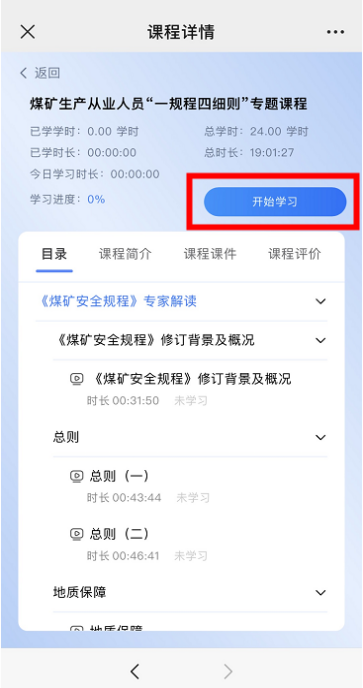 课程详情
返回
煤矿生产从业人员“一规程四细则”专题课程
已学学时：0.00 学时 总学时：24.00 学时
已学时长：00:00:00 总时长：19:01:27
今日学习时长：00:00:00
学习进度：0% 开始学习
目录 课程简介 课程课件 课程评价
《煤矿安全规程》专家解读
《煤矿安全规程》修订背景及概况
《煤矿安全规程》修订背景及概况
时长 00:31:50 未学习
总则
总则（一）
时长 00:43:44 未学习
总则（二）
时长 00:46:41 未学习
地质保障
地质保障